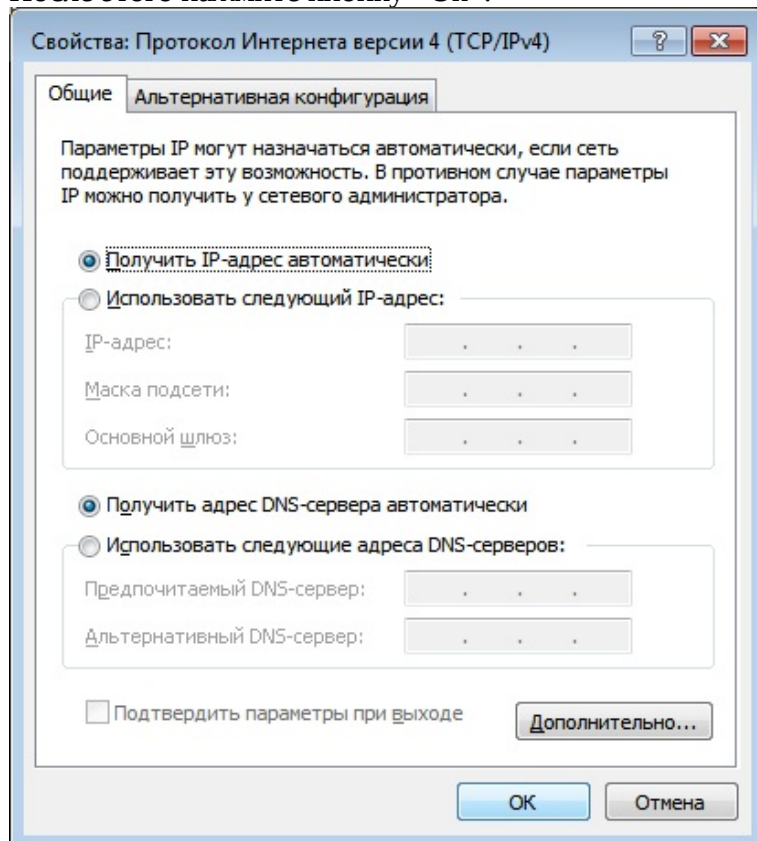 Свойства: Протокол Интернета версии 4 (TCP/IPv4)
Общие
Альтернативная конфигурация
Параметры IP могут назначаться автоматически, если сеть
поддерживает эту возможность. В противном случае параметры
IP можно получить у сетевого администратора.
Получить IP-адрес автоматически
Использовать следующий IP-адрес:
IP-адрес:
Маска подсети:
Основной шлюз:
Получить адрес DNS-сервера автоматически
Использовать следующие адреса DNS-серверов:
Предпочитаемый DNS-сервер:
Альтернативный DNS-сервер:
Подтвердить параметры при выходе
Дополнительно...
ОК
Отмена